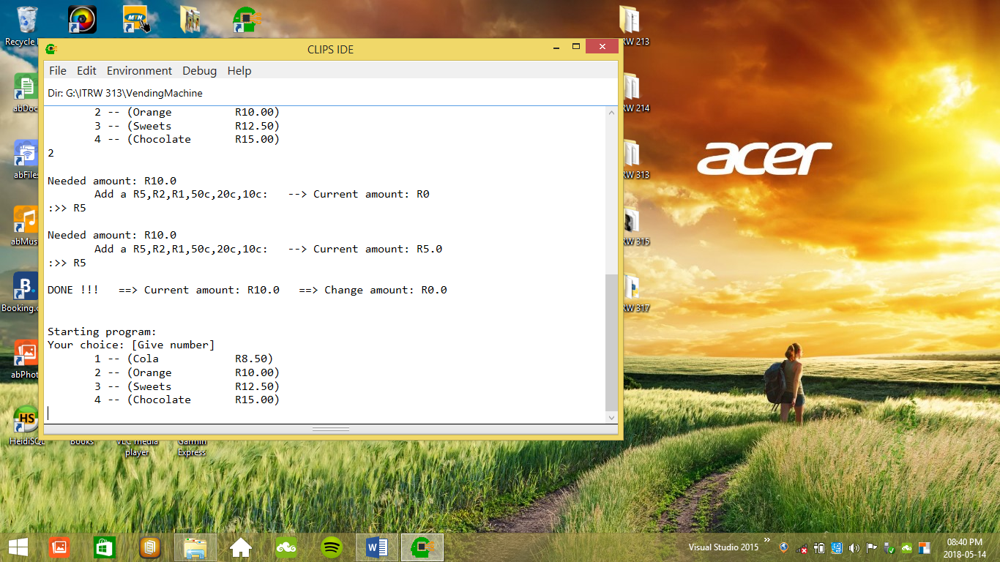 MTN
Recycle
RW 213
CLIPS IDE
File Edit Environment Debug Help
Dir: G:\ITRW 313\VendingMachine
2 -- (Orange R10.00)
3 -- (Sweets R12.50)
4 -- (Chocolate R15.00)
2
Needed amount: R10.0
Add a R5,R2,R1,50c,20c,10c: --> Current amount: R0
:>> R5
Needed amount: R10.0
Add a R5,R2,R1,50c,20c,10c: --> Current amount: R5.0
:>> R5
DONE !!! ==> Current amount: R10.0 ==> Change amount: R0.0
Starting program:
Your choice: [Give number]
1 -- (Cola R8.50)
2 -- (Orange R10.00)
3 -- (Sweets R12.50)
4 -- (Chocolate R15.00)
abDoc
abFiles
abMus
B.
Booking.c
abPhot
HS
HeidiSQL
Books
VLC media
player
Garmin
Express
RW 214
RW 313
RW 315
RW 317
acer
W
Visual Studio 2015 »
08:40 PM
2018-05-14